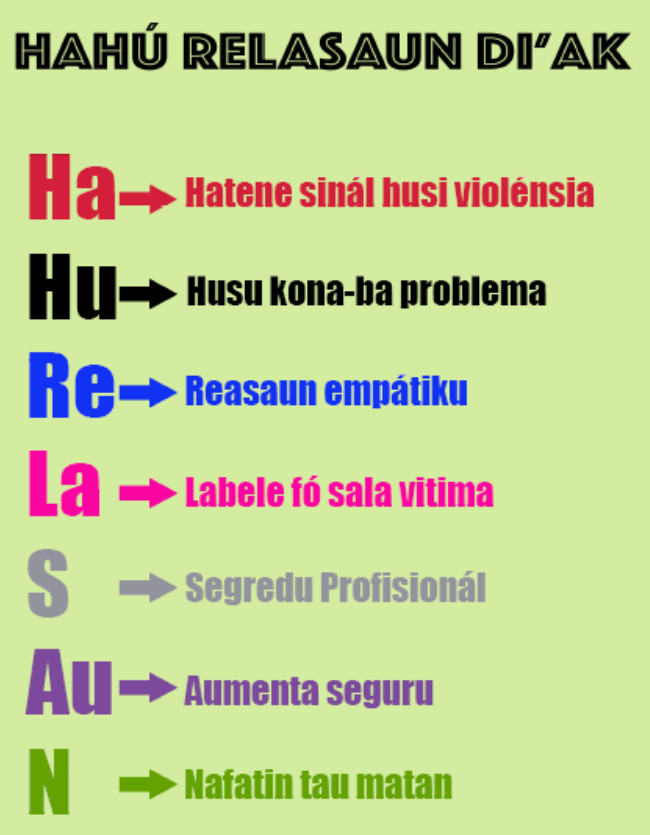 HAHÚ RELASAUN DI'AK
Ha Hatene sinál husi violénsia
Hu Husu kona-ba problema
Re Reasaun empátiku
La Labele fó sala vitima
S Segredu Profisionál
Au Aumenta seguru
N Nafatin tau matan